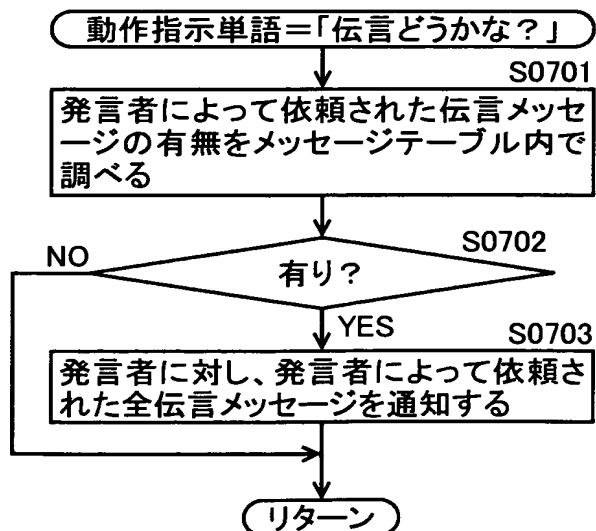 動作指示単語=「伝言どうかな?」
S0701
発言者によって依頼された伝言メッセ
ージの有無をメッセージテーブル内で
調べる
S0702
NO
有り?
YES
S0703
発言者に対し、発言者によって依頼さ
れた全伝言メッセージを通知する
リターン